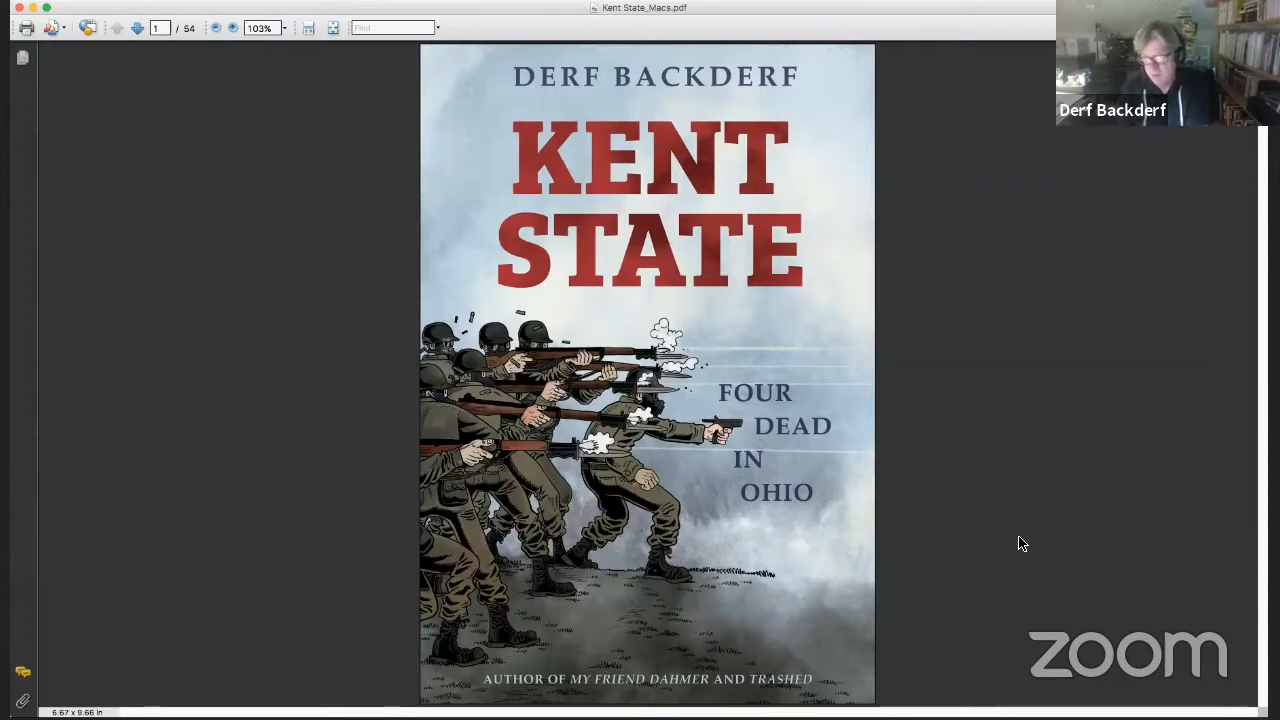 Kent State_Macs.pdf
1 / 54
103%
Find
Derf Backderf
DERF BACKDERF
KENT
STATE
FOUR
DEAD
IN
OHIO
AUTHOR OF MY FRIEND DAHMER AND TRASHED
zoom
6.67 x 9.66 in